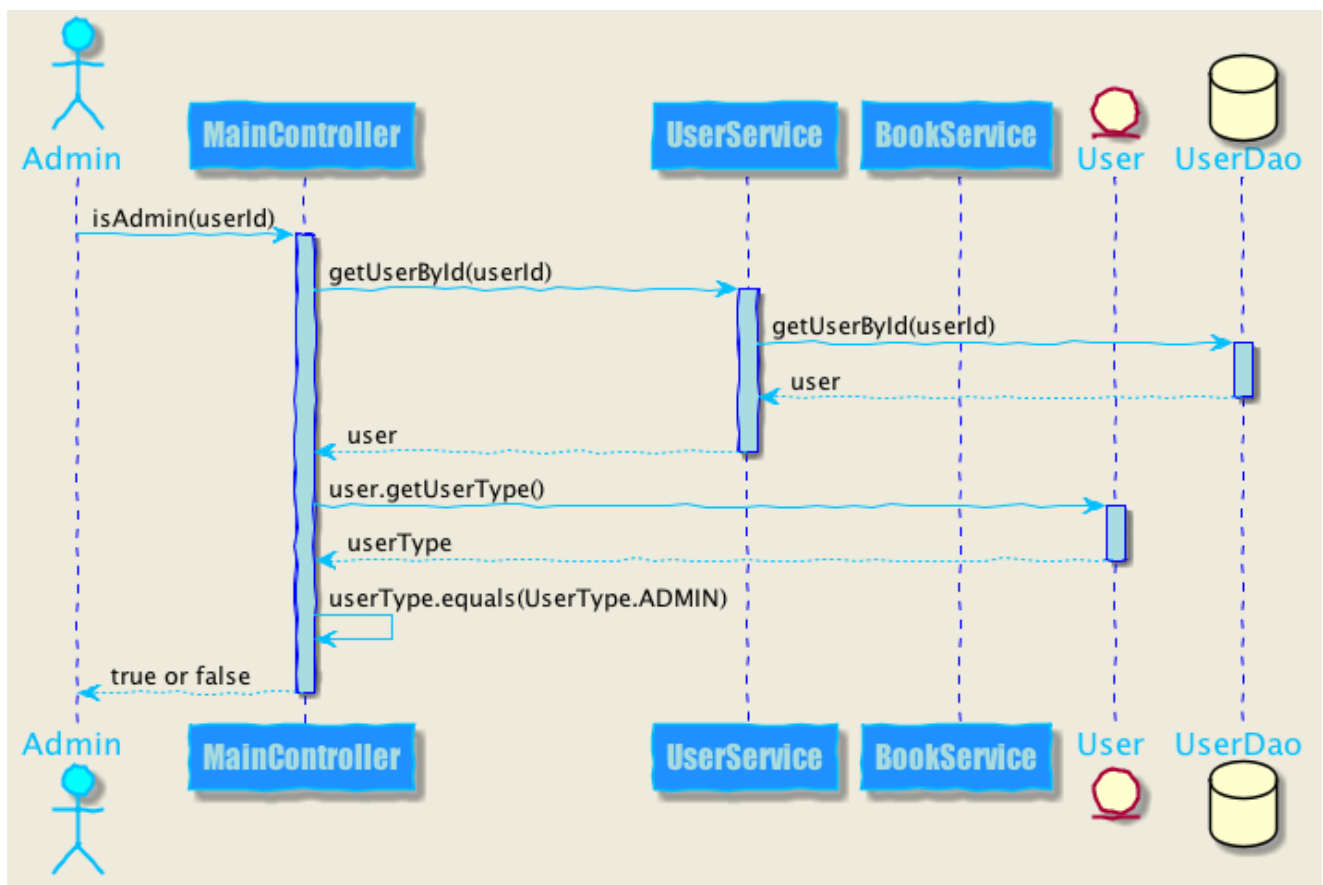 Admin
MainController
UserService
BookService
User
UserDao
isAdmin(userId)
getUserById(userId)
getUserById(userId)
user
user
user.getUserType()
userType
userType.equals(UserType.ADMIN)
true or false
Admin
MainController
UserService
BookService
User
UserDao